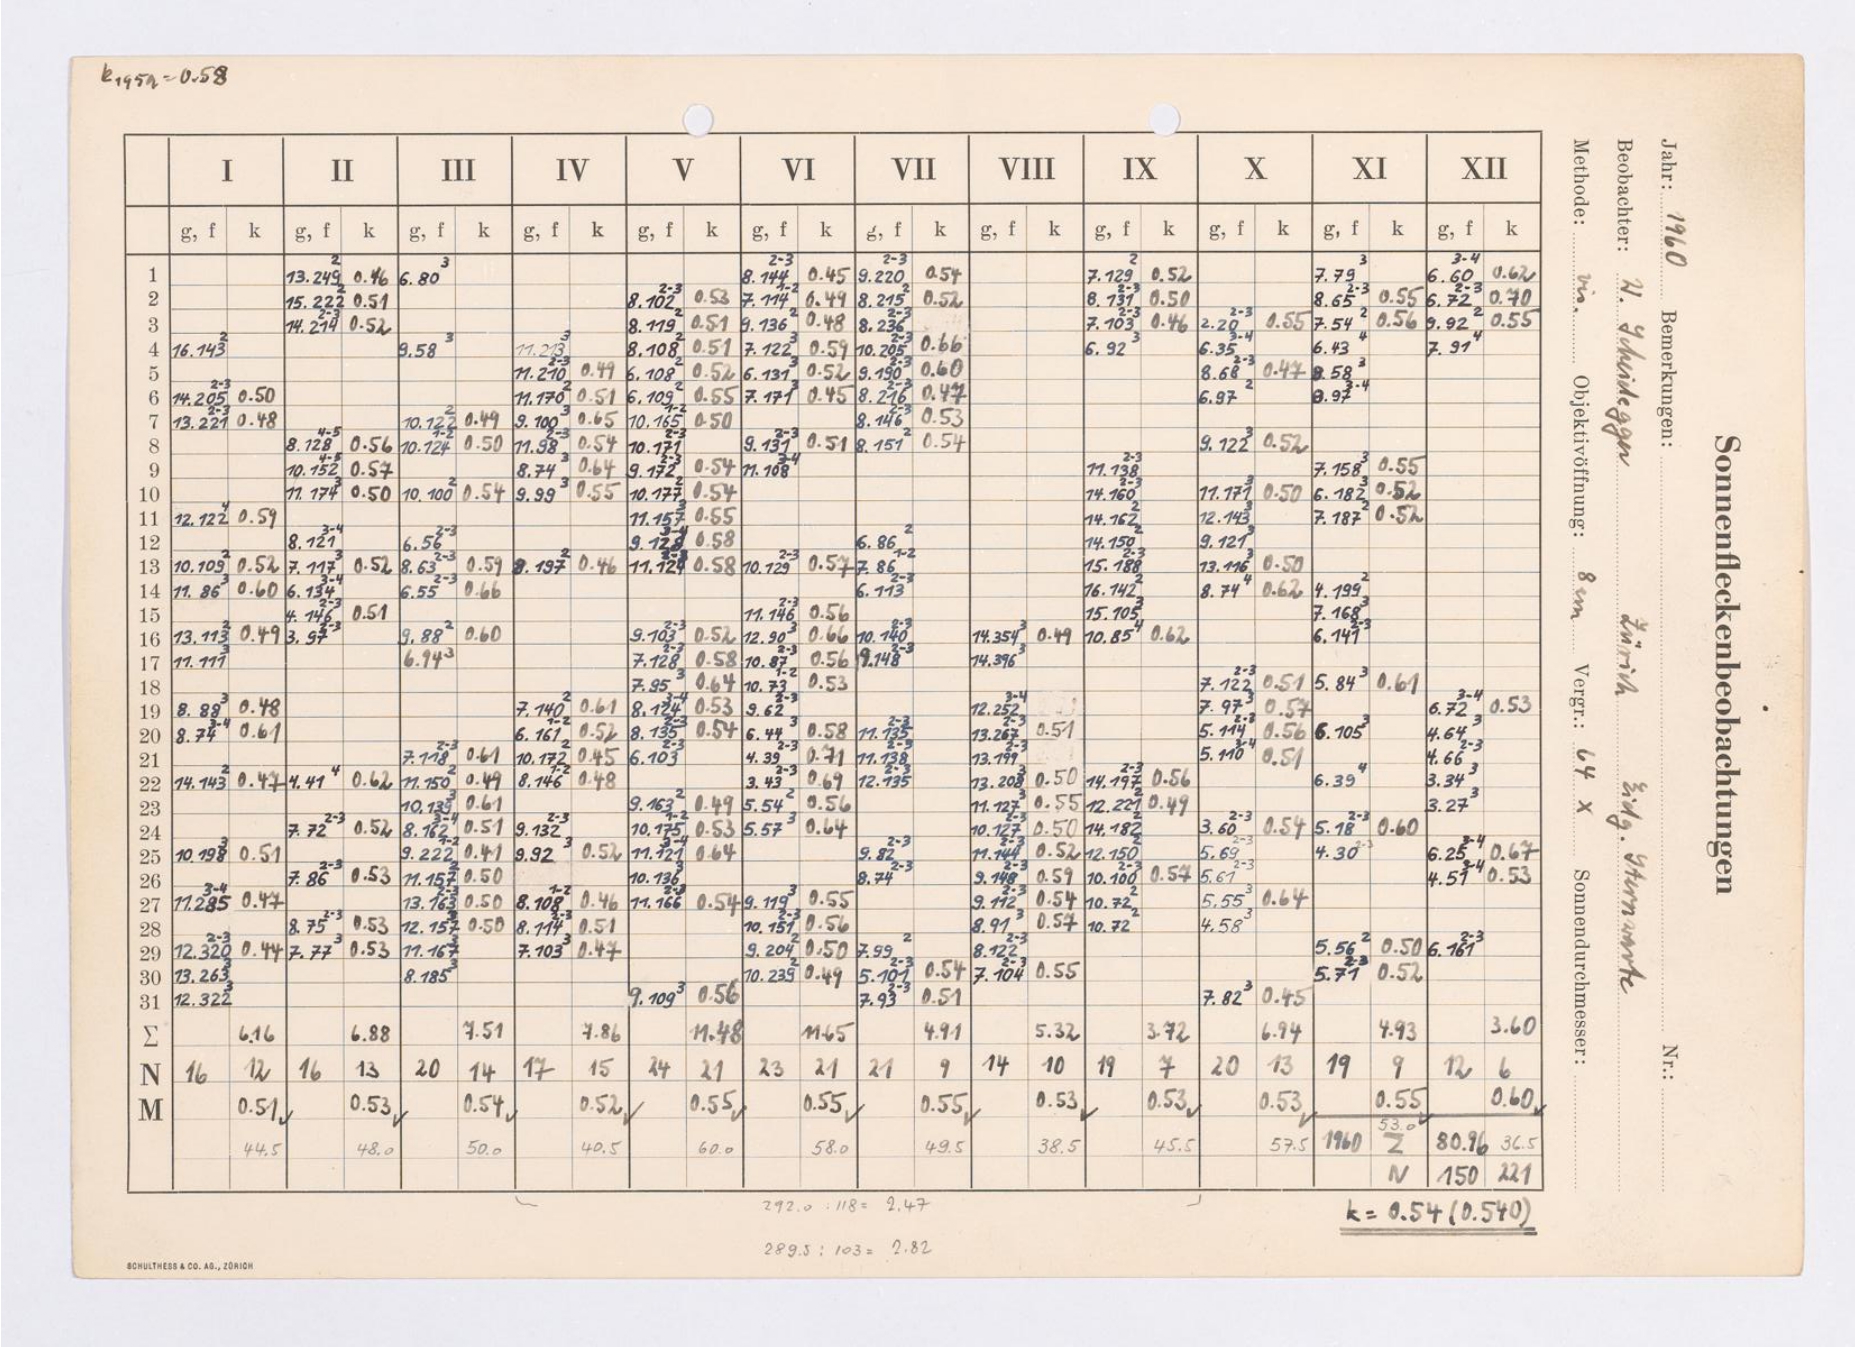 k1959=0.58
Sonnenfleckenbeobachtungen
Jahr: 1960 Bemerkungen: Nr.:
Beobachter: W. Scheidegger Zürich Eidg. Sternwarte
Methode: vis. Objektivöffnung: 8 cm Vergr.: 64 x Sonnendurchmesser:
I II III IV V VI VII VIII IX X XI XII
g, f k g, f k g, f k g, f k g, f k g, f k g, f k g, f k g, f k g, f k g, f k g, f k
1 13.249 2 0.46 6.80 3 8.144 2-3 0.45 9.220 2-3 0.54 7.129 2 0.52 7.79 3 6.60 3-4 0.62
2 15.222 2 0.51 8.102 2-3 0.53 7.114 1-2 0.49 8.215 2 0.52 8.131 2-3 0.50 8.65 2-3 0.55 6.72 2-3 0.70
3 14.214 2-3 0.52 8.119 2 0.51 9.136 2 0.48 8.236 2-3 7.103 2-3 0.46 2.20 2-3 0.55 7.54 2 0.56 9.92 2 0.55
4 16.143 2 9.58 3 11.213 3 8.108 2 0.51 7.122 2 0.59 10.205 2-3 0.66 6.92 3 6.35 3-4 6.43 4 7.91 4
5 11.210 2-3 0.49 6.108 2 0.52 6.131 3 0.52 9.190 2-3 0.60 8.68 2-3 0.47 8.58 3
6 14.205 2-3 0.50 11.170 2 0.51 6.109 2 0.55 7.171 3 0.45 8.216 2-3 0.47 6.97 2 8.97 3-4
7 13.221 2-3 0.48 10.122 2 0.49 9.100 3 0.65 10.165 1-2 0.50 8.146 2-3 0.53
8 8.128 4-5 0.56 10.124 1-2 0.50 11.98 2-3 0.54 10.171 2-3 9.131 2-3 0.51 8.151 2 0.54 9.122 3 0.52
9 10.152 4-5 0.57 8.74 3 0.64 9.172 2-3 0.54 11.108 3-4 11.138 2-3 7.158 3 0.55
10 11.174 3 0.50 10.100 2 0.54 9.99 3 0.55 10.177 2 0.54 14.160 2-3 11.171 3 0.50 6.182 3 0.52
11 12.122 4 0.59 11.157 3 0.55 14.162 2 12.143 3 7.187 2 0.52
12 8.121 3-4 6.56 2-3 9.128 3-4 0.58 6.86 2 14.150 2 9.121 3
13 10.109 2 0.52 7.117 3 0.52 8.63 2-3 0.59 8.197 2 0.46 11.124 2-3 0.58 10.129 2-3 0.57 7.86 1-2 15.188 2-3 13.116 3 0.50
14 11.86 3 0.60 6.134 3-4 6.55 2-3 0.66 6.113 2-3 16.142 2 8.74 4 0.62 4.199 2
15 4.146 2-3 0.51 11.146 2-3 0.56 15.105 3 7.168 3
16 13.113 2 0.49 3.97 2-3 9.88 2 0.60 9.103 2-3 0.52 12.90 3 0.66 10.140 2-3 14.354 3 0.49 10.85 4 0.62 6.141 2-3
17 11.111 3 6.94 3 7.128 3 0.58 10.87 2-3 0.56 9.148 2-3 14.396
18 7.95 3 0.64 10.73 1-2 0.53 7.122 2-3 0.51 5.84 3 0.61
19 8.88 3 0.48 7.140 2 0.61 8.124 3-4 0.53 9.62 2-3 12.252 3-4 7.97 3 0.57 6.72 3-4 0.53
20 8.74 3-4 0.61 6.161 1-2 0.52 8.135 2-3 0.54 6.44 3 0.58 11.135 2-3 13.267 2-3 0.51 5.114 2-3 0.56 6.105 3 4.64 3
21 7.118 2-3 0.61 10.172 2 0.45 6.103 2-3 4.39 2-3 0.71 11.138 2-3 13.199 2-3 5.110 3-4 0.51 4.66 2-3
22 14.143 2 0.47 4.41 4 0.62 11.150 2 0.49 8.146 1-2 0.48 3.43 2-3 0.69 12.135 2-3 13.208 3 0.50 14.197 2-3 0.56 6.39 4 3.34 3
23 10.139 3 0.61 9.163 2 0.49 5.54 2 0.56 11.127 3 0.55 12.221 2 0.49 3.27 3
24 7.72 2-3 0.52 8.162 3-4 0.51 9.132 2-3 10.175 1-2 0.53 5.57 3 0.64 10.127 2-3 0.50 14.182 2 3.60 2-3 0.54 5.18 2-3 0.60
25 10.198 3 0.51 9.222 1-2 0.41 9.92 3 0.52 11.121 3-4 0.64 9.82 2-3 11.144 2-3 0.52 12.150 2 5.69 2-3 4.30 2-3 6.25 3-4 0.67
26 7.86 2-3 0.53 11.157 2 0.50 10.136 3 8.74 2-3 9.148 3 0.59 10.100 2-3 0.57 5.61 2-3 4.51 3-4 0.53
27 11.285 3-4 0.47 13.163 2-3 0.50 8.108 1-2 0.46 11.166 2-3 0.54 9.119 3 0.55 9.112 2-3 0.54 10.72 2 5.55 3 0.64
28 8.75 2-3 0.53 12.157 3 0.50 8.114 2-3 0.51 10.151 2-3 0.56 8.91 3 0.57 10.72 2 4.58 3
29 12.320 2-3 0.44 7.77 3 0.53 11.167 3 7.103 3 0.47 9.204 2 0.50 7.99 2 8.122 2-3 5.56 2 0.50 6.161 2-3
30 13.263 3 8.185 3 10.239 2 0.49 5.101 2-3 0.54 7.104 3 0.55 5.71 2-3 0.52
31 12.322 3 9.109 3 0.56 7.93 2-3 0.51 7.82 3 0.45
Σ 6.16 6.88 7.51 7.86 11.48 11.65 4.91 5.32 3.72 6.94 4.93 3.60
N 16 12 16 13 20 14 17 15 24 21 23 21 21 9 14 10 19 7 20 13 19 9 12 6
M 0.51 0.53 0.54 0.52 0.55 0.55 0.55 0.53 0.53 0.53 0.55 0.60
44.5 48.0 50.0 40.5 60.0 58.0 49.5 38.5 45.5 57.5 53.0 36.5
1960 Σ 80.96
N 150 221
292.0 : 118 = 2.47
k = 0.54 (0.540)
289.5 : 103 = 2.82
SCHULTHESS & CO. AG., ZÜRICH